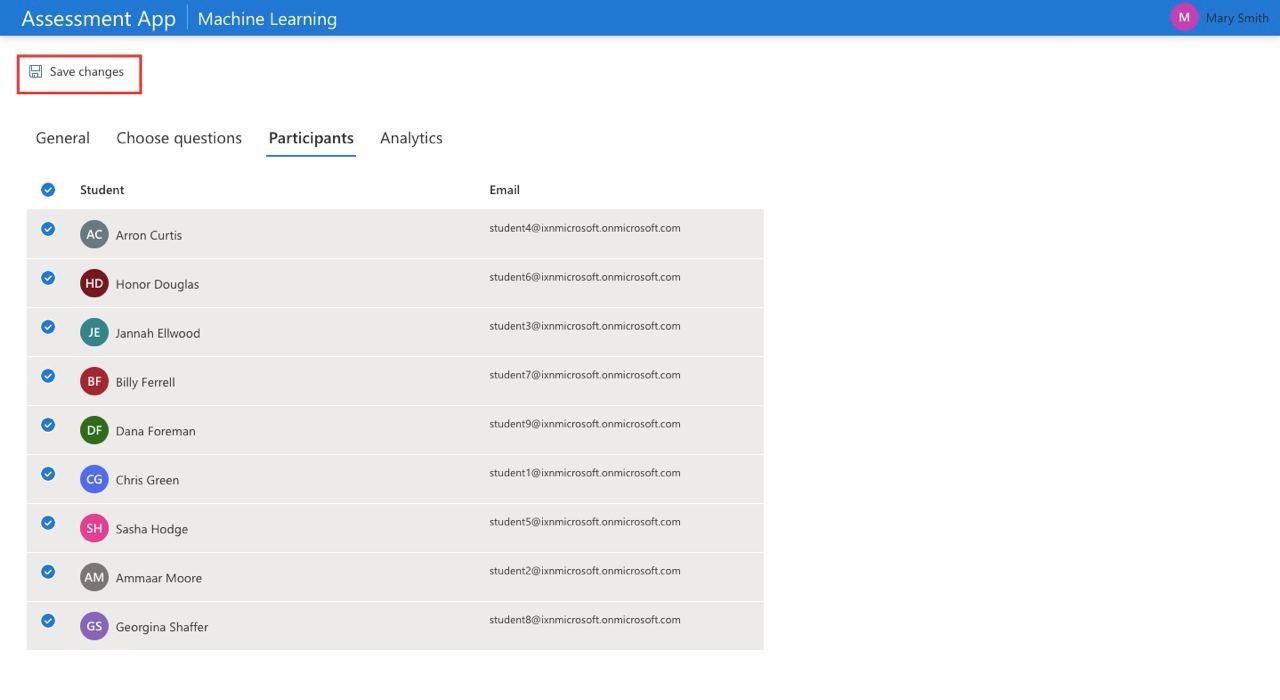 Assessment App Machine Learning M Mary Smith
Save changes
General Choose questions Participants Analytics
Student Email
AC Arron Curtis student4@ixnmicrosoft.onmicrosoft.com
HD Honor Douglas student6@ixnmicrosoft.onmicrosoft.com
JE Jannah Ellwood student3@ixnmicrosoft.onmicrosoft.com
BF Billy Ferrell student7@ixnmicrosoft.onmicrosoft.com
DF Dana Foreman student9@ixnmicrosoft.onmicrosoft.com
CG Chris Green student1@ixnmicrosoft.onmicrosoft.com
SH Sasha Hodge student5@ixnmicrosoft.onmicrosoft.com
AM Ammaar Moore student2@ixnmicrosoft.onmicrosoft.com
GS Georgina Shaffer student8@ixnmicrosoft.onmicrosoft.com